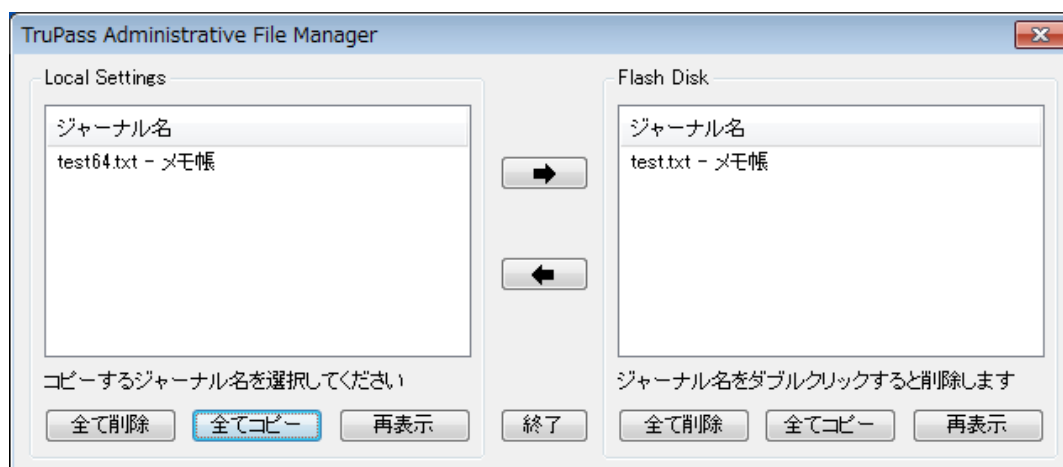 TruPass Administrative File Manager
Local Settings
ジャーナル名
test64.txt - メモ帳
コピーするジャーナル名を選択してください
全て削除
全てコピー
再表示
終了
Flash Disk
ジャーナル名
test.txt - メモ帳
ジャーナル名をダブルクリックすると削除します
全て削除
全てコピー
再表示